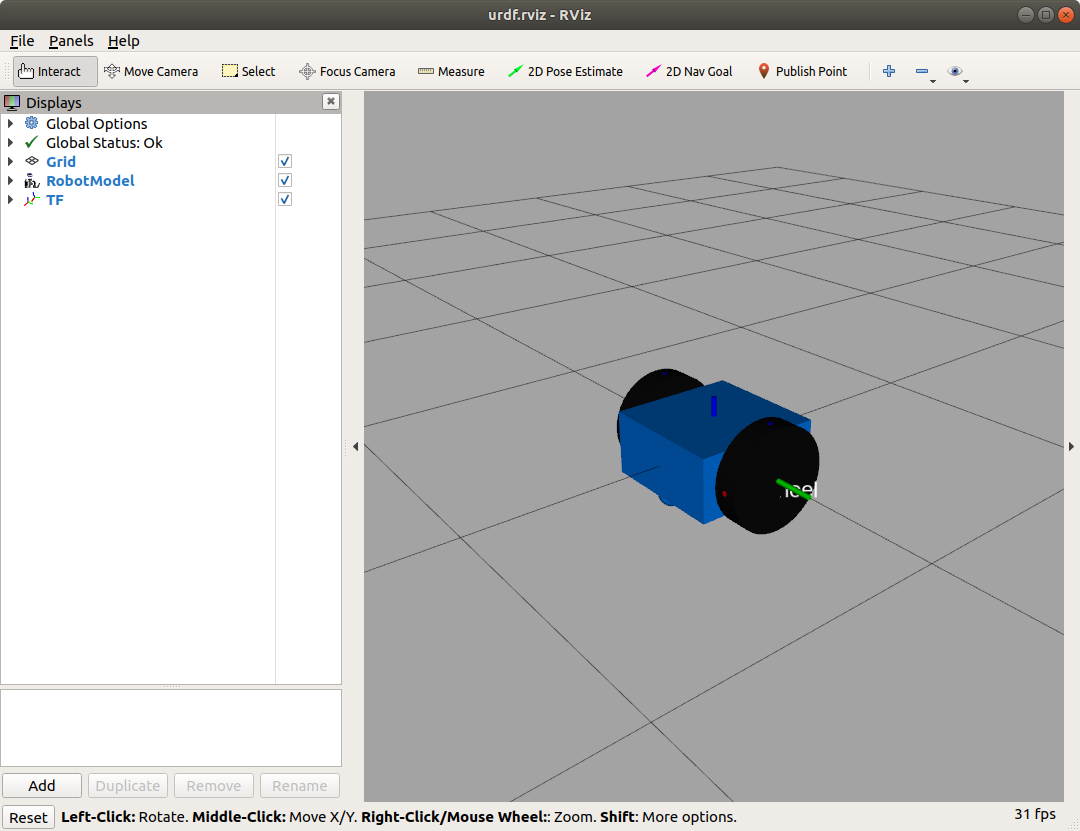 urdf.rviz - RViz
File Panels Help
Interact Move Camera Select Focus Camera Measure 2D Pose Estimate 2D Nav Goal Publish Point
Displays
Global Options
Global Status: Ok
Grid
RobotModel
TF
Add Duplicate Remove Rename
Reset Left-Click: Rotate. Middle-Click: Move X/Y. Right-Click/Mouse Wheel:: Zoom. Shift: More options. 31 fps